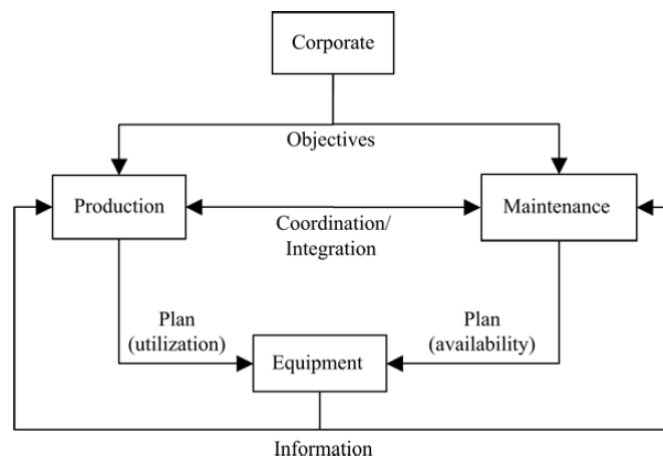 Corporate
Objectives
Production
Maintenance
Coordination/
Integration
Plan
(utilization)
Plan
(availability)
Equipment
Information